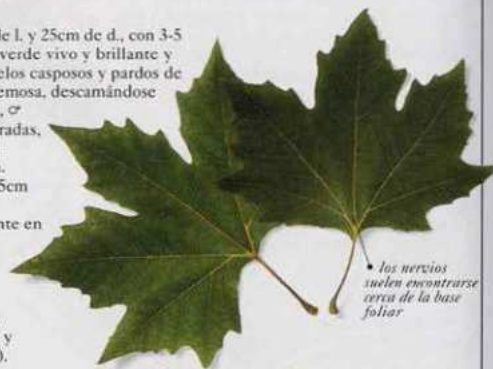 de l. y 25cm de d., con 3-5
verde vivo y brillante y
elos casposos y pardos de
emosa, descamándose
, ♂
radas,
.
5cm
nte en
y
).
• los nervios
suelen encontrarse
cerca de la base
foliar